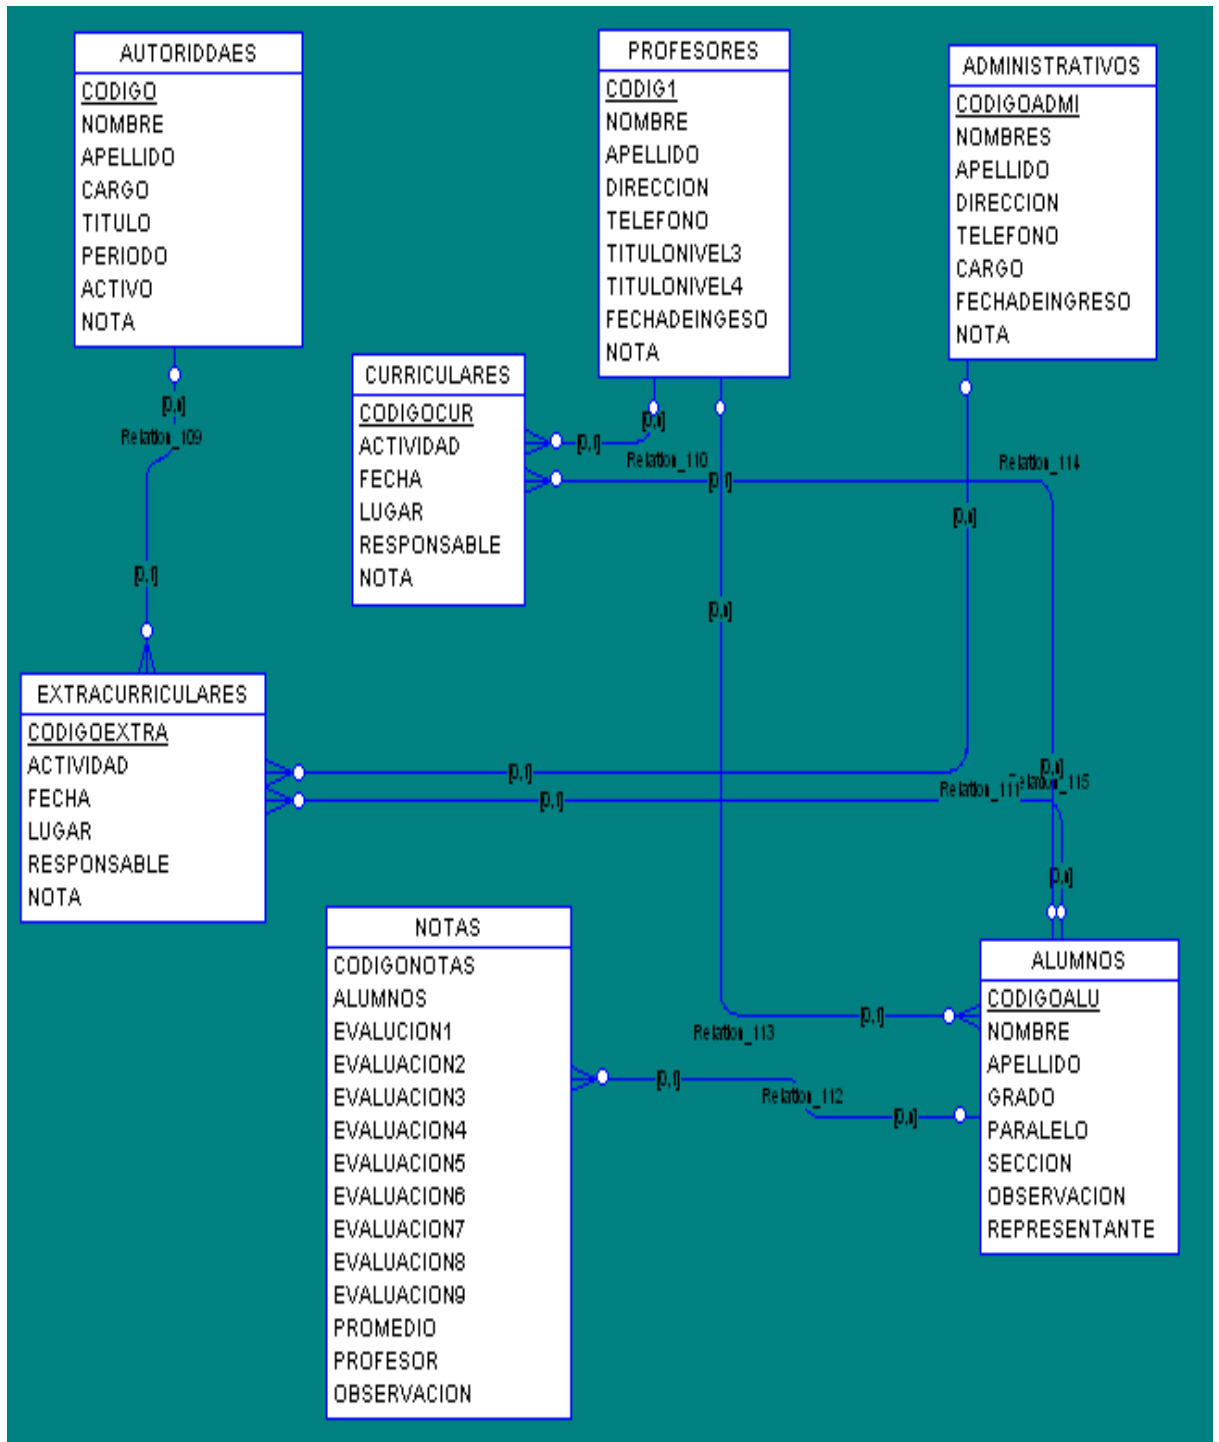 AUTORIDDAES
CODIGO
NOMBRE
APELLIDO
CARGO
TITULO
PERIODO
ACTIVO
NOTA
PROFESORES
CODIG1
NOMBRE
APELLIDO
DIRECCION
TELEFONO
TITULONIVEL3
TITULONIVEL4
FECHADEINGESO
NOTA
ADMINISTRATIVOS
CODIGOADMI
NOMBRES
APELLIDO
DIRECCION
TELEFONO
CARGO
FECHADEINGRESO
NOTA
CURRICULARES
CODIGOCUR
ACTIVIDAD
FECHA
LUGAR
RESPONSABLE
NOTA
[0,n]
Relation_109
[0,1]
[0,n]
[0,1]
Relation_110
[0,1]
Relation_114
[0,n]
[0,n]
EXTRACURRICULARES
CODIGOEXTRA
ACTIVIDAD
FECHA
LUGAR
RESPONSABLE
NOTA
[0,1]
[0,1]
[0,n]
Relation_111
Relation_115
[0,n]
NOTAS
CODIGONOTAS
ALUMNOS
EVALUCION1
EVALUACION2
EVALUACION3
EVALUACION4
EVALUACION5
EVALUACION6
EVALUACION7
EVALUACION8
EVALUACION9
PROMEDIO
PROFESOR
OBSERVACION
[0,1]
Relation_113
[0,1]
Relation_112
[0,n]
ALUMNOS
CODIGOALU
NOMBRE
APELLIDO
GRADO
PARALELO
SECCION
OBSERVACION
REPRESENTANTE